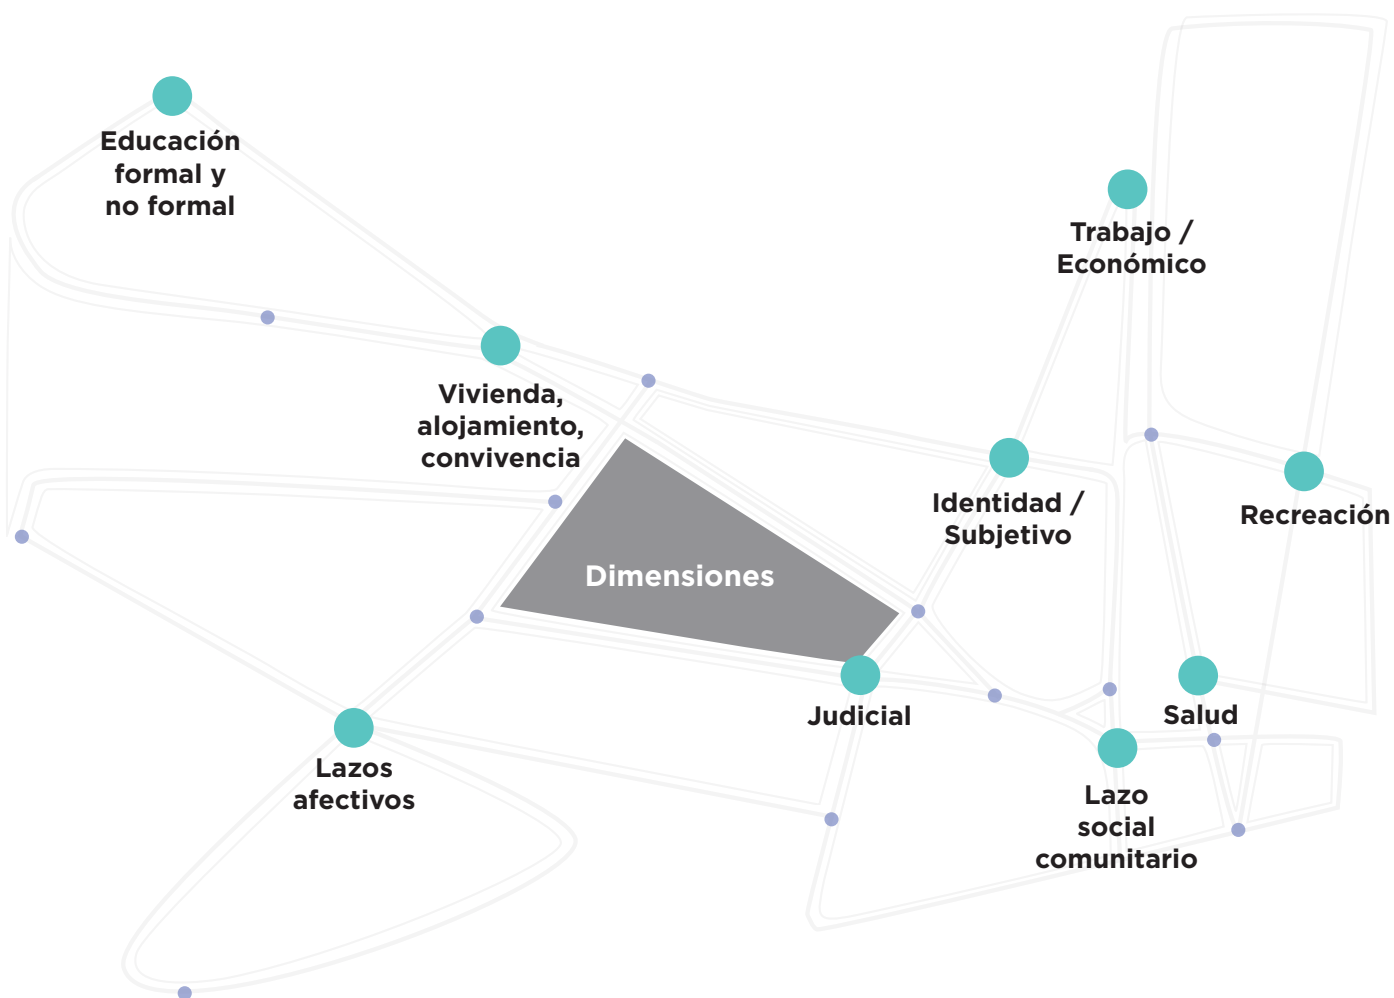 Educación
formal y
no formal
Trabajo /
Económico
Vivienda,
alojamiento,
convivencia
Identidad /
Subjetivo
Recreación
Dimensiones
Judicial
Salud
Lazos
afectivos
Lazo
social
comunitario